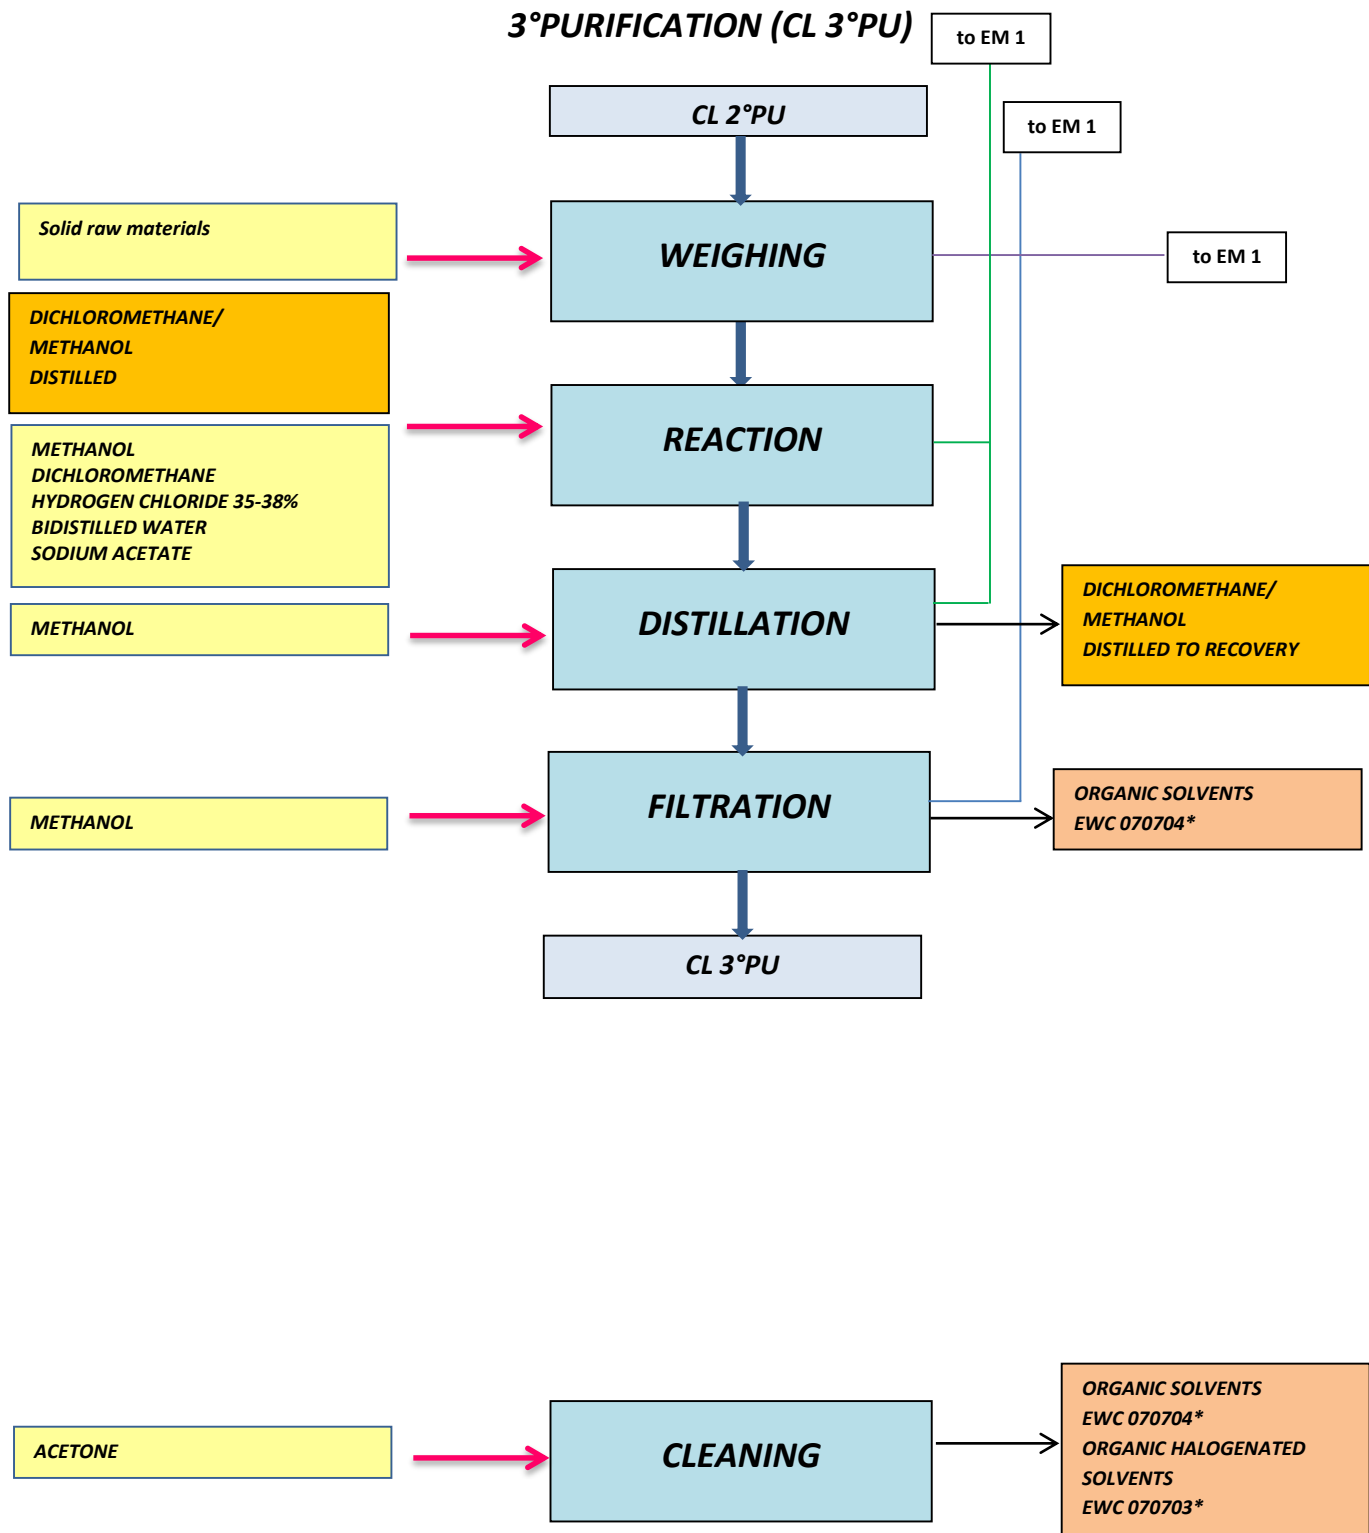 3°PURIFICATION (CL 3°PU)
to EM 1
CL 2°PU
to EM 1
Solid raw materials
WEIGHING
to EM 1
DICHLOROMETHANE/
METHANOL
DISTILLED
REACTION
METHANOL
DICHLOROMETHANE
HYDROGEN CHLORIDE 35-38%
BIDISTILLED WATER
SODIUM ACETATE
METHANOL
DISTILLATION
DICHLOROMETHANE/
METHANOL
DISTILLED TO RECOVERY
METHANOL
FILTRATION
ORGANIC SOLVENTS
EWC 070704*
CL 3°PU
ACETONE
CLEANING
ORGANIC SOLVENTS
EWC 070704*
ORGANIC HALOGENATED
SOLVENTS
EWC 070703*